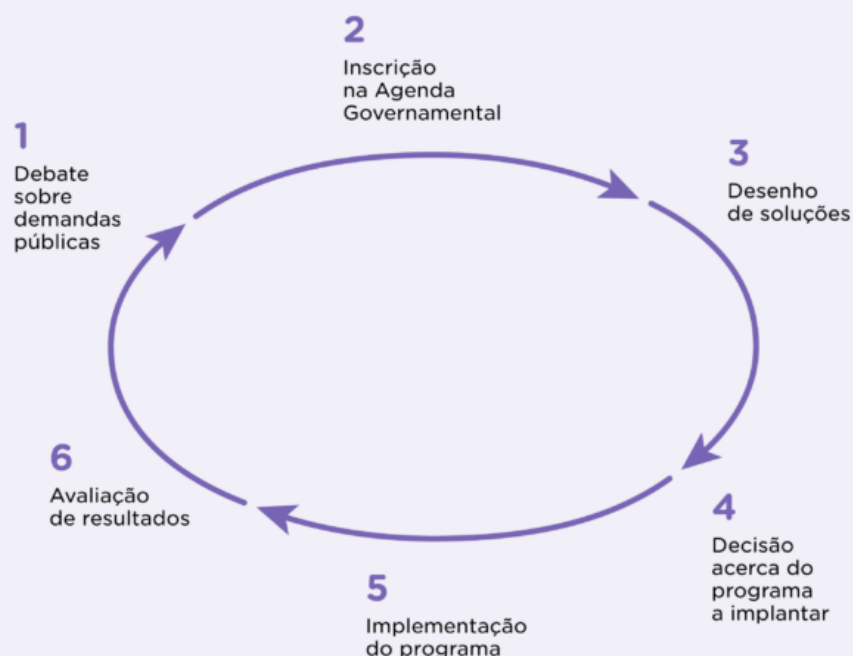 1
Debate
sobre
demandas
públicas
2
Inscrição
na Agenda
Governamental
3
Desenho
de soluções
4
Decisão
acerca do
programa
a implantar
5
Implementação
do programa
6
Avaliação
de resultados